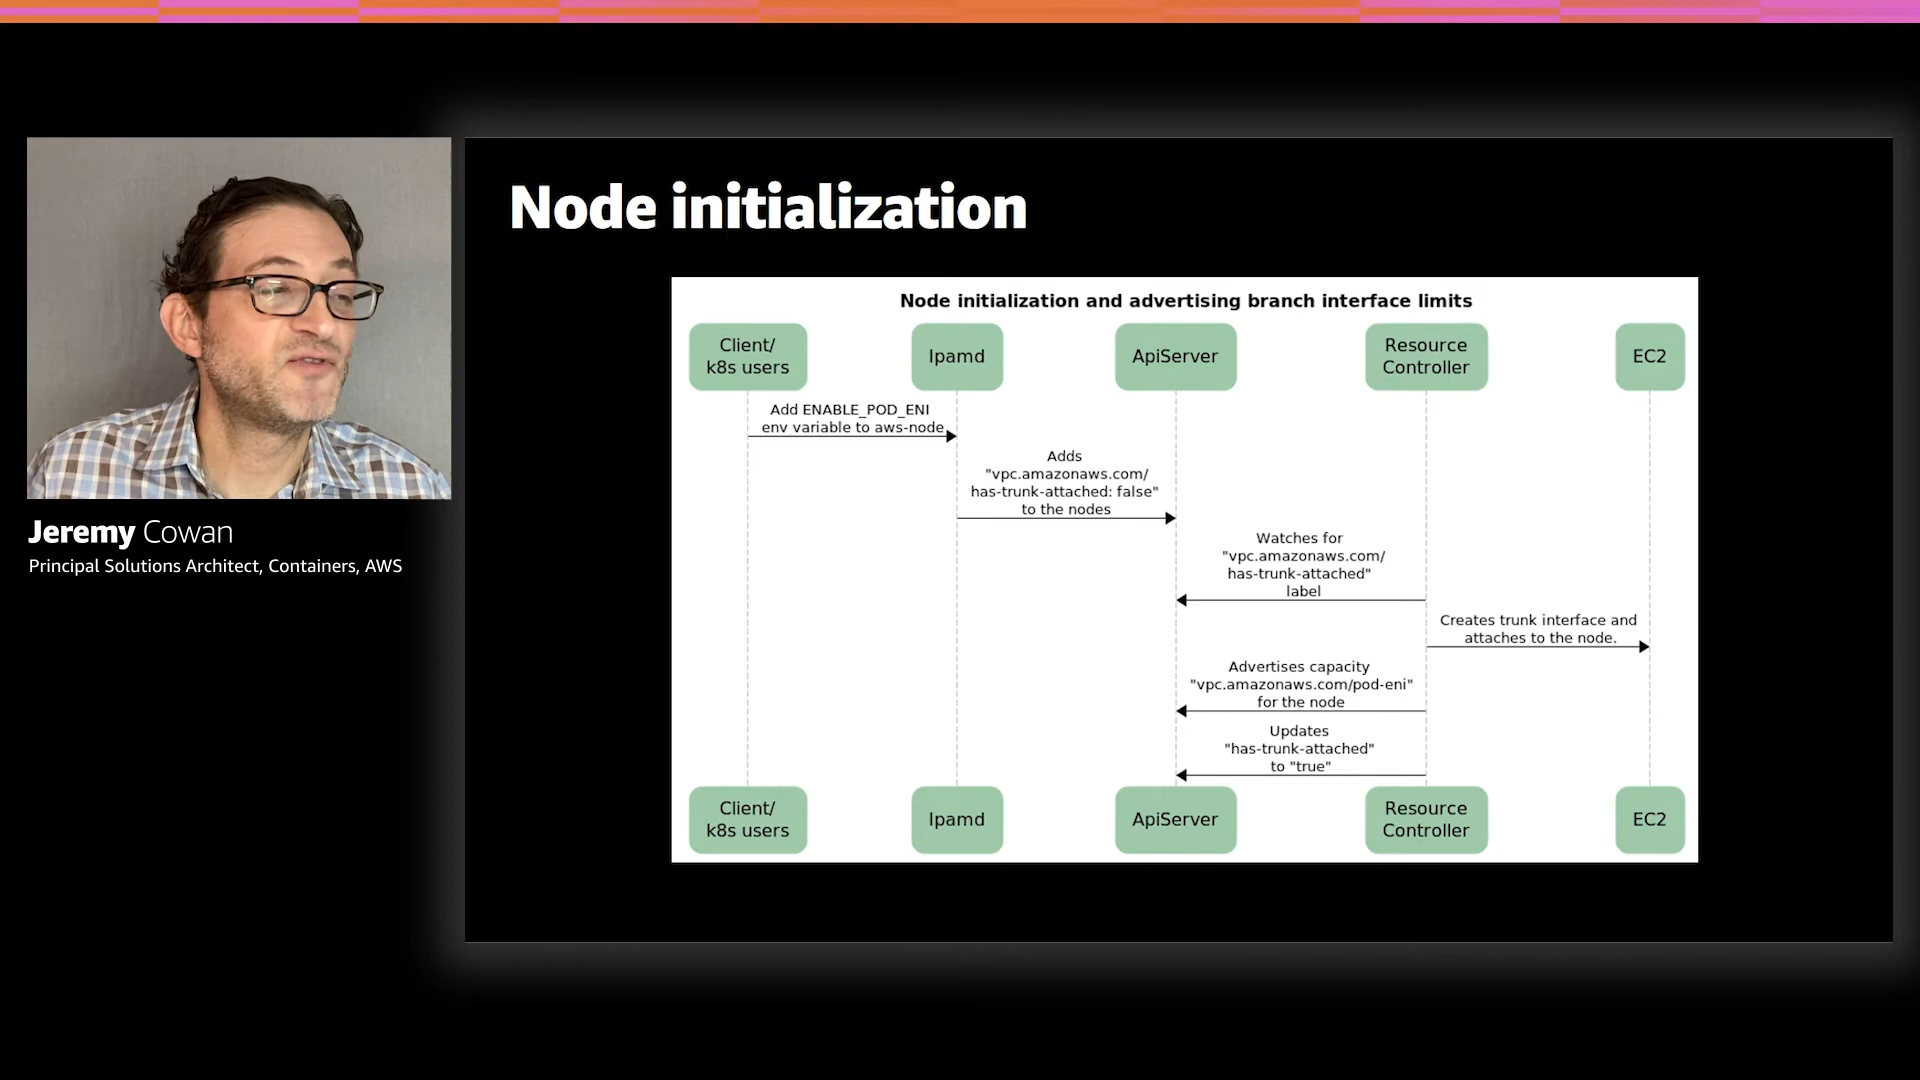 Node initialization
Node initialization and advertising branch interface limits
Client/
k8s users
Ipamd
ApiServer
Resource
Controller
EC2
Add ENABLE_POD_ENI
env variable to aws-node
Adds
"vpc.amazonaws.com/
has-trunk-attached: false"
to the nodes
Watches for
"vpc.amazonaws.com/
has-trunk-attached"
label
Creates trunk interface and
attaches to the node.
Advertises capacity
"vpc.amazonaws.com/pod-eni"
for the node
Updates
"has-trunk-attached"
to "true"
Client/
k8s users
Ipamd
ApiServer
Resource
Controller
EC2
Jeremy Cowan
Principal Solutions Architect, Containers, AWS